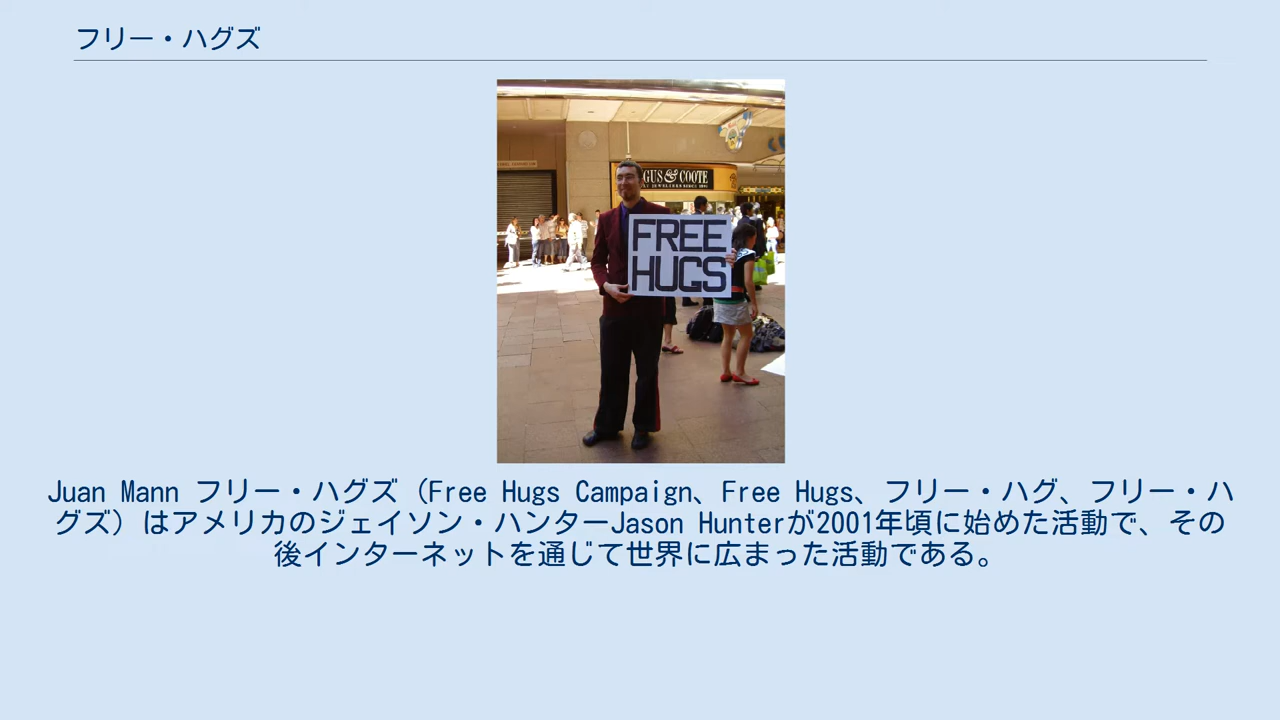 フリー・ハグズ
GUS & COOTE
JEWELLERS SINCE
FREE
HUGS
Juan Mann フリー・ハグズ（Free Hugs Campaign、Free Hugs、フリー・ハグ、フリー・ハ
グズ）はアメリカのジェイソン・ハンターJason Hunterが2001年頃に始めた活動で、その
後インターネットを通じて世界に広まった活動である。